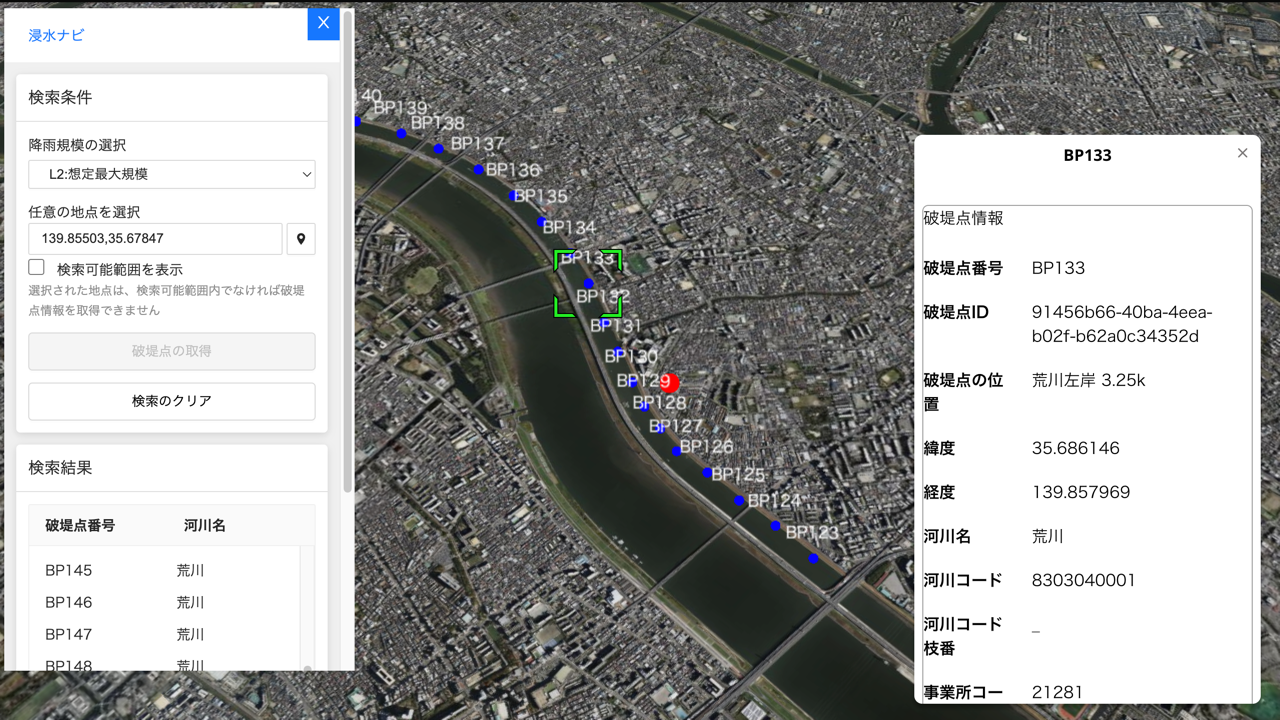 浸水ナビ
X
検索条件
降雨規模の選択
L2:想定最大規模
任意の地点を選択
139.85503,35.67847
検索可能範囲を表示
選択された地点は、検索可能範囲内でなければ破堤
点情報を取得できません
破堤点の取得
検索のクリア
検索結果
破堤点番号 河川名
BP145 荒川
BP146 荒川
BP147 荒川
BP148 荒川
40
BP139
BP138
BP137
BP136
BP135
BP134
BP133
BP132
BP131
BP130
BP129
BP128
BP127
BP126
BP125
BP124
BP123
BP133
×
破堤点情報
破堤点番号 BP133
破堤点ID 91456b66-40ba-4eea-
b02f-b62a0c34352d
破堤点の位 荒川左岸 3.25k
置
緯度 35.686146
経度 139.857969
河川名 荒川
河川コード 8303040001
河川コード _
枝番
事業所コー 21281